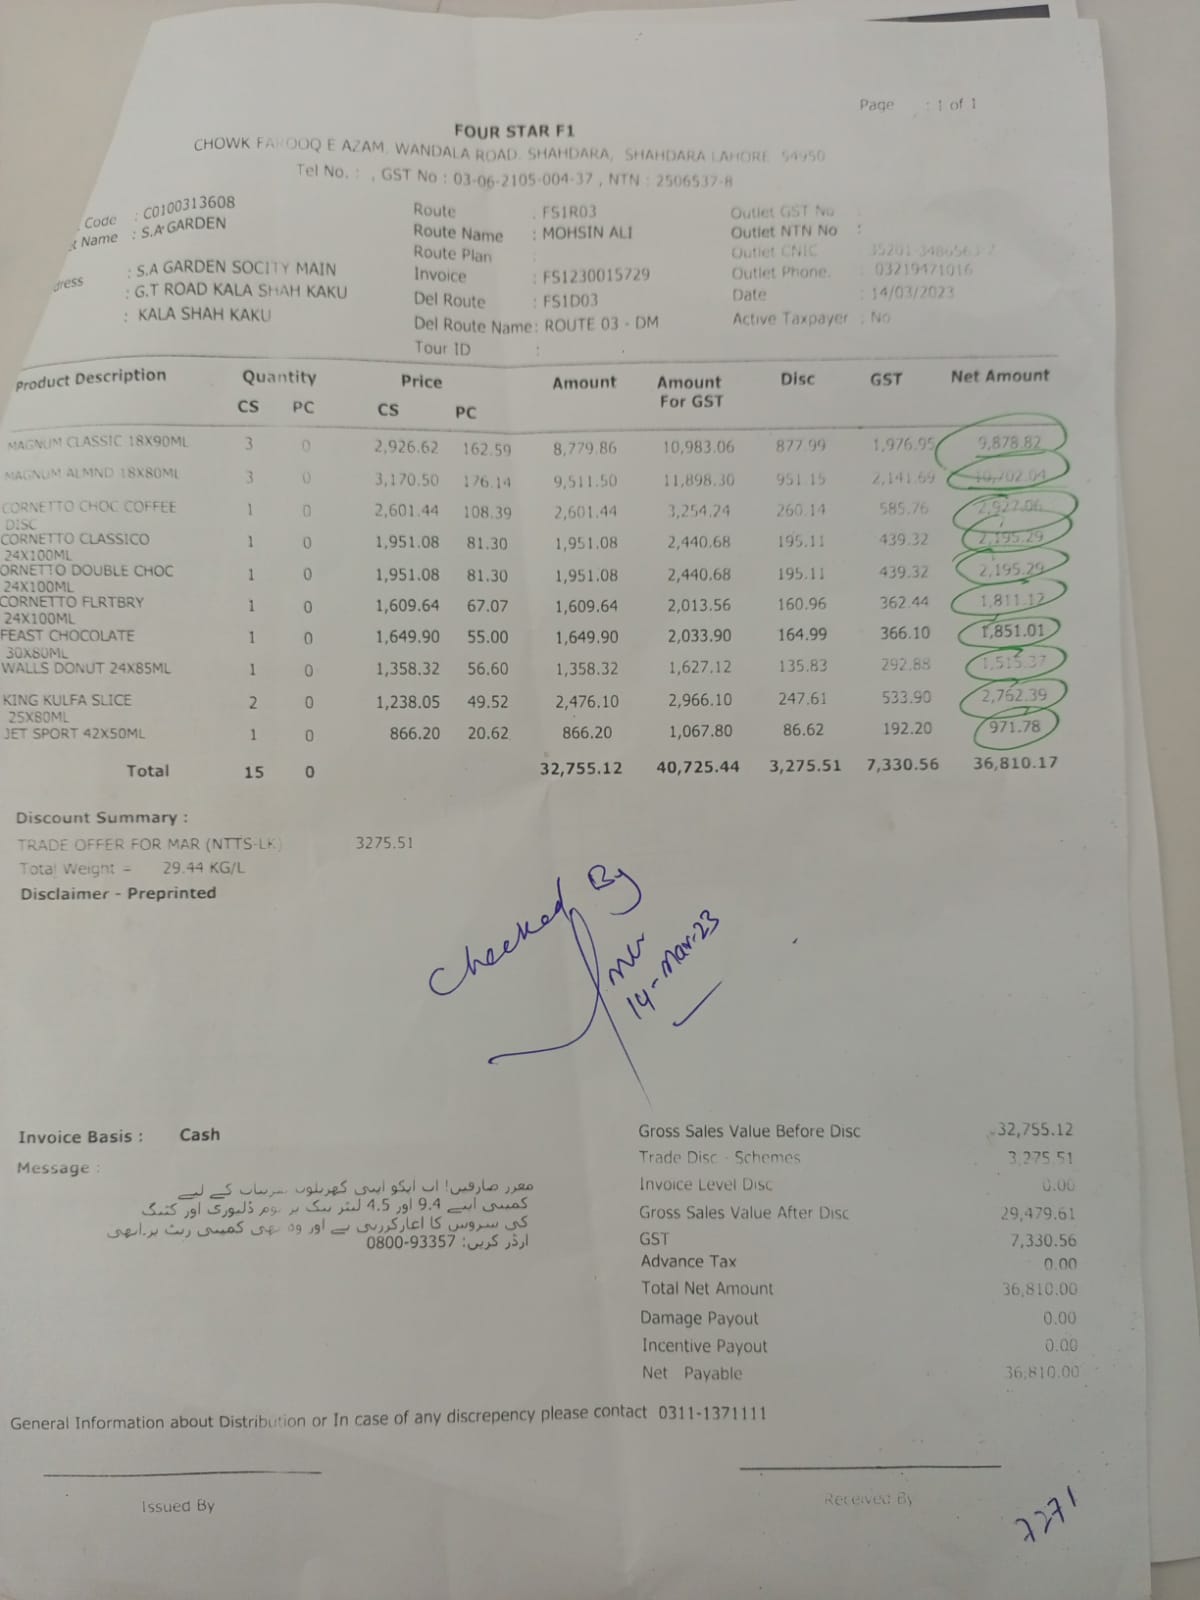 Page : 1 of 1
FOUR STAR F1
CHOWK FAROOQ E AZAM, WANDALA ROAD, SHAHDARA, SHAHDARA LAHORE 54950
Tel No. : , GST No : 03-06-2105-004-37 , NTN : 2506537-8
Code : C0100313608
Name : S.A GARDEN
dress : S.A GARDEN SOCITY MAIN
: G.T ROAD KALA SHAH KAKU
: KALA SHAH KAKU
Route : FS1R03
Route Name : MOHSIN ALI
Route Plan :
Invoice : FS1230015729
Del Route : FS1D03
Del Route Name: ROUTE 03 - DM
Tour ID :
Outlet GST No :
Outlet NTN No :
Outlet CNIC :
Outlet Phone. : 03219471016
Date : 14/03/2023
Active Taxpayer : No
Product Description Quantity Price Amount Amount For GST Disc GST Net Amount
CS PC CS PC
MAGNUM CLASSIC 18X90ML 3 0 2,926.62 162.59 8,779.86 10,983.06 877.99 1,976.95 9,878.82
MAGNUM ALMND 18X80ML 3 0 3,170.50 176.14 9,511.50 11,898.30 951.15 2,141.69 10,702.04
CORNETTO CHOC COFFEE 1 0 2,601.44 108.39 2,601.44 3,254.24 260.14 585.76 2,927.06
DISC
CORNETTO CLASSICO 1 0 1,951.08 81.30 1,951.08 2,440.68 195.11 439.32 2,195.29
24X100ML
ORNETTO DOUBLE CHOC 1 0 1,951.08 81.30 1,951.08 2,440.68 195.11 439.32 2,195.29
24X100ML
CORNETTO FLRTBRY 1 0 1,609.64 67.07 1,609.64 2,013.56 160.96 362.44 1,811.12
24X100ML
FEAST CHOCOLATE 1 0 1,649.90 55.00 1,649.90 2,033.90 164.99 366.10 1,851.01
30X80ML
WALLS DONUT 24X85ML 1 0 1,358.32 56.60 1,358.32 1,627.12 135.83 292.88 1,515.37
KING KULFA SLICE 2 0 1,238.05 49.52 2,476.10 2,966.10 247.61 533.90 2,762.39
25X80ML
JET SPORT 42X50ML 1 0 866.20 20.62 866.20 1,067.80 86.62 192.20 971.78
Total 15 0 32,755.12 40,725.44 3,275.51 7,330.56 36,810.17
Discount Summary :
TRADE OFFER FOR MAR (NTTS-LK) 3275.51
Total Weight = 29.44 KG/L
Disclaimer - Preprinted
Checked By
14-Mar-23
Invoice Basis : Cash
Message :
معزز صارفین! اب آپکو اپنی گھریلو کے لیے
کمپنی اپنے 9.4 اور 4.5 لیٹر پیک پر ہوم ڈلیوری اور کٹنگ
کی سروس کا اور وہ بھی کمپنی ریٹ پر۔ابھی
آرڈر کریں: 0800-93357
Gross Sales Value Before Disc 32,755.12
Trade Disc - Schemes 3,275.51
Invoice Level Disc 0.00
Gross Sales Value After Disc 29,479.61
GST 7,330.56
Advance Tax 0.00
Total Net Amount 36,810.00
Damage Payout 0.00
Incentive Payout 0.00
Net Payable 36,810.00
General Information about Distribution or In case of any discrepency please contact 0311-1371111
Issued By
Received By
7271